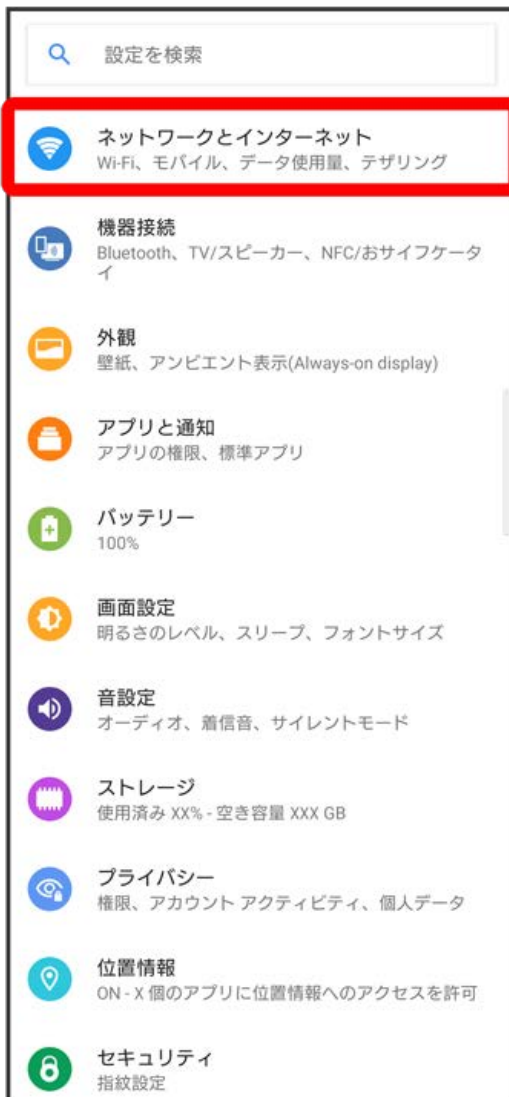 設定を検索
ネットワークとインターネット
Wi-Fi、モバイル、データ使用量、テザリング
機器接続
Bluetooth、TV/スピーカー、NFC/おサイフケータ
イ
外観
壁紙、アンビエント表示(Always-on display)
アプリと通知
アプリの権限、標準アプリ
バッテリー
100%
画面設定
明るさのレベル、スリープ、フォントサイズ
音設定
オーディオ、着信音、サイレントモード
ストレージ
使用済み XX% - 空き容量 XXX GB
プライバシー
権限、アカウント アクティビティ、個人データ
位置情報
ON - X 個のアプリに位置情報へのアクセスを許可
セキュリティ
指紋設定